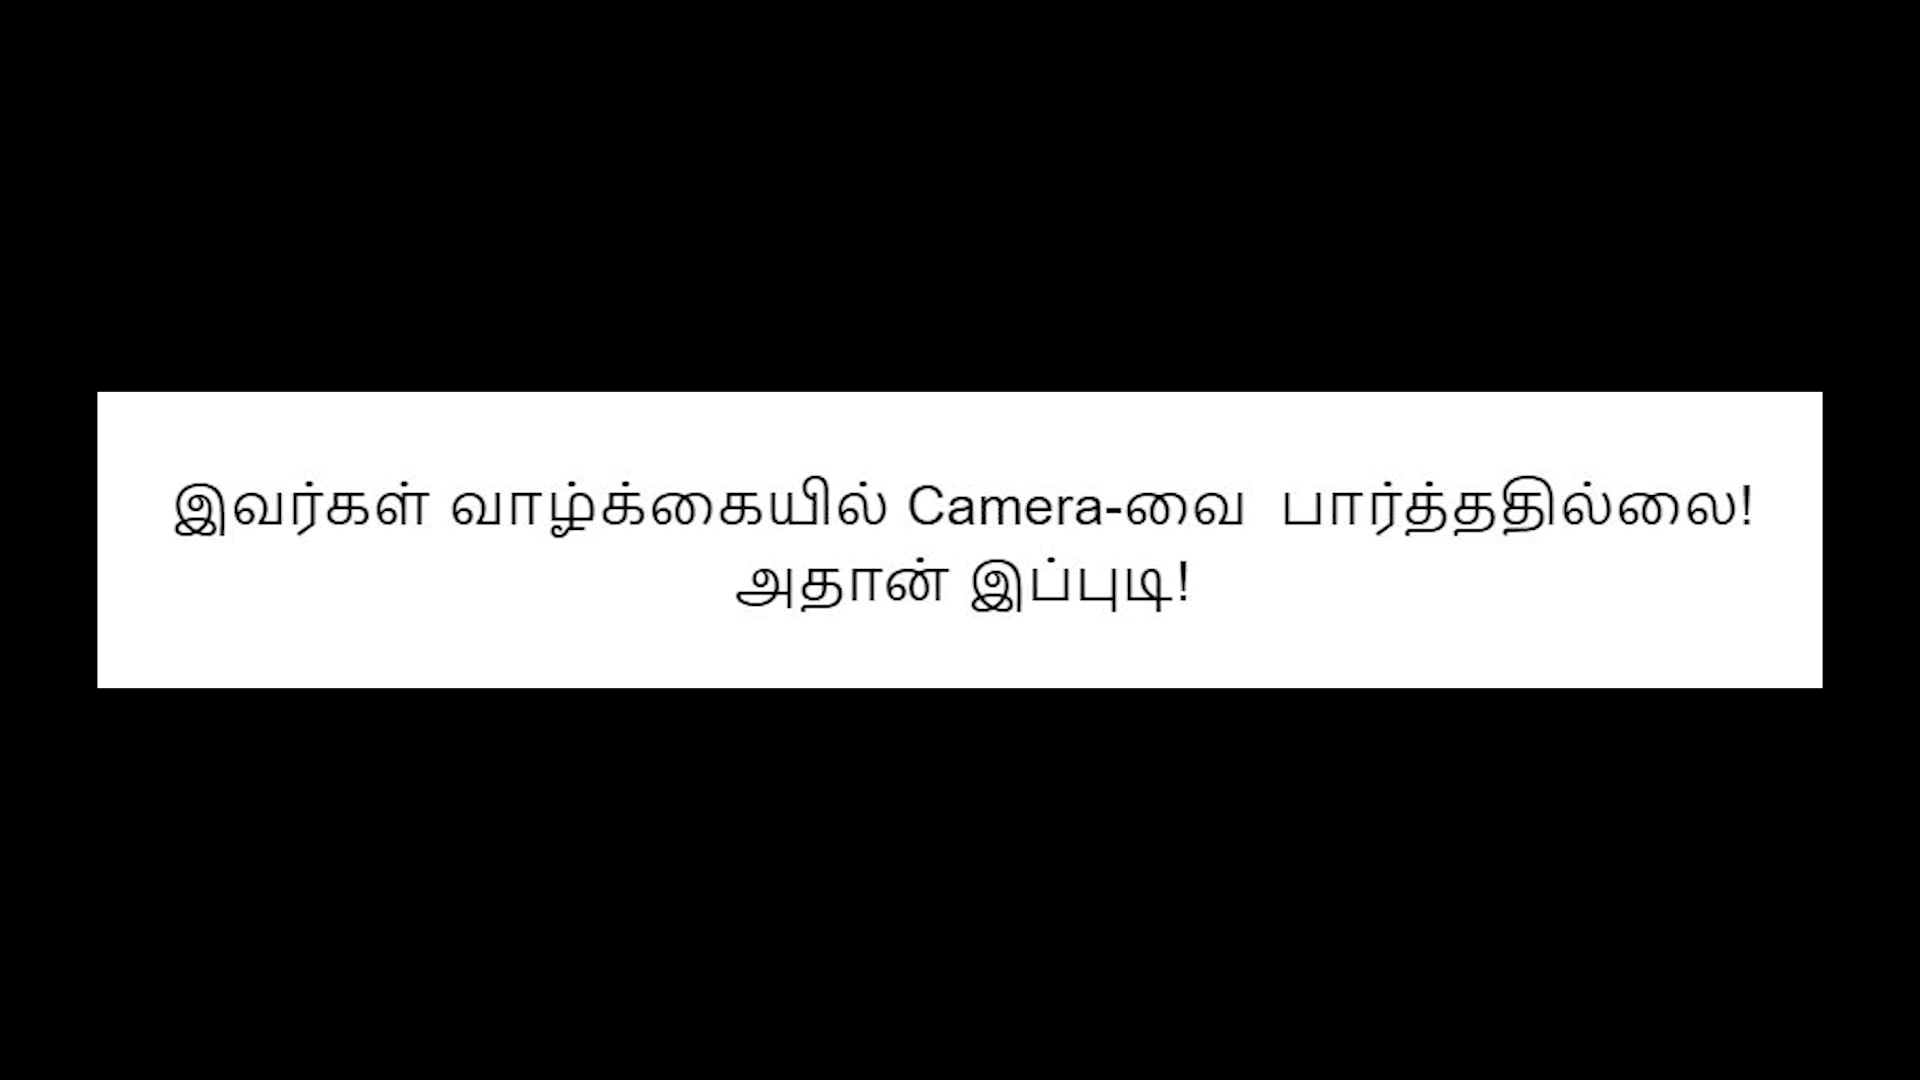 இவர்கள் வாழ்க்கையில் Camera-வை  பார்த்ததில்லை!
அதான் இப்புடி!